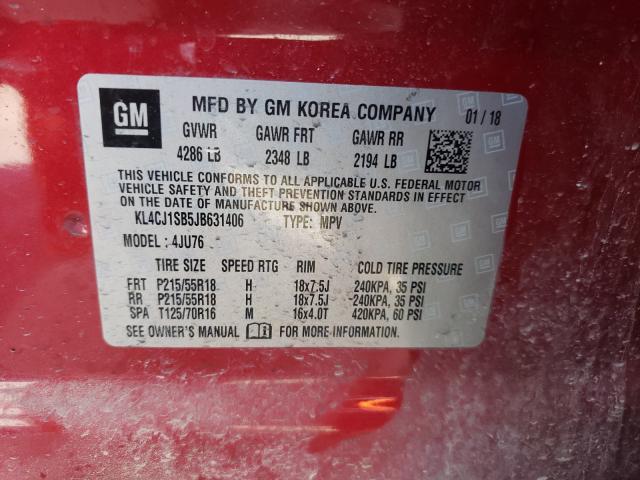 GM MFD BY GM KOREA COMPANY 01/18
GVWR GAWR FRT GAWR RR
4286 LB 2348 LB 2194 LB
THIS VEHICLE CONFORMS TO ALL APPLICABLE U.S. FEDERAL MOTOR
VEHICLE SAFETY AND THEFT PREVENTION STANDARDS IN EFFECT
ON THE DATE OF MANUFACTURE SHOWN ABOVE.
KL4CJ1SB5JB631406 TYPE: MPV
MODEL: 4JU76
TIRE SIZE SPEED RTG RIM COLD TIRE PRESSURE
FRT P215/55R18 H 18x7.5J 240KPA, 35 PSI
RR P215/55R18 H 18x7.5J 240KPA, 35 PSI
SPA T125/70R16 M 16x4.0T 420KPA, 60 PSI
SEE OWNER'S MANUAL FOR MORE INFORMATION.